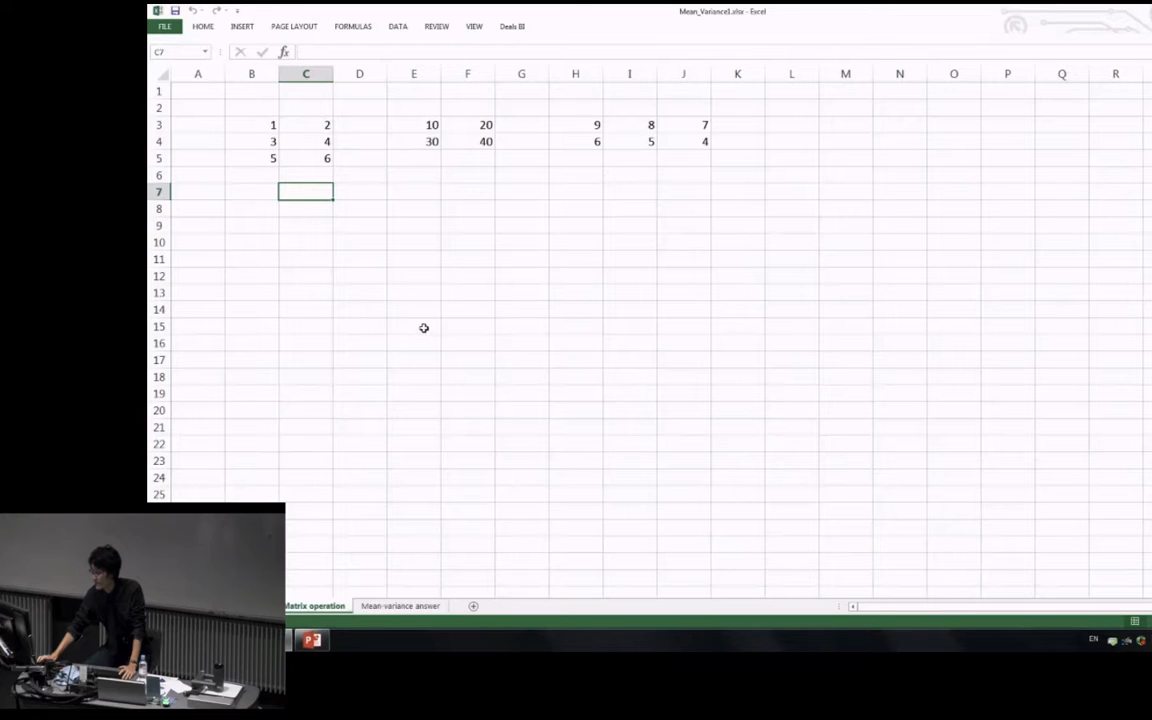 Mean_Variance1.xlsx - Excel
FILE HOME INSERT PAGE LAYOUT FORMULAS DATA REVIEW VIEW Deals BI
C7 fx
A B C D E F G H I J K L M N O P Q R
1
2
3 1 2 10 20 9 8 7
4 3 4 30 40 6 5 4
5 5 6
6
7
8
9
10
11
12
13
14
15
16
17
18
19
20
21
22
23
24
25
Matrix operation Mean-variance answer
EN